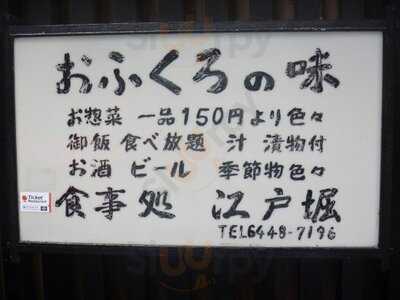 おふくろの味
お惣菜 一品150円より色々
御飯 食べ放題 汁 漬物付
お酒 ビール 季節物色々
Ticket
Restaurant
食事処 江戸堀
TEL6448-7196